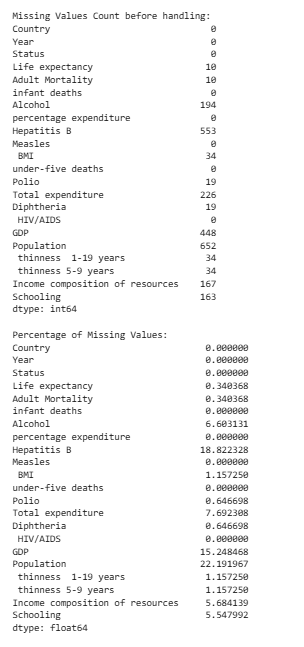 Missing Values Count before handling:
Country 0
Year 0
Status 0
Life expectancy 10
Adult Mortality 10
infant deaths 0
Alcohol 194
percentage expenditure 0
Hepatitis B 553
Measles 0
BMI 34
under-five deaths 0
Polio 19
Total expenditure 226
Diphtheria 19
HIV/AIDS 0
GDP 448
Population 652
thinness 1-19 years 34
thinness 5-9 years 34
Income composition of resources 167
Schooling 163
dtype: int64

Percentage of Missing Values:
Country 0.000000
Year 0.000000
Status 0.000000
Life expectancy 0.340368
Adult Mortality 0.340368
infant deaths 0.000000
Alcohol 6.603131
percentage expenditure 0.000000
Hepatitis B 18.822328
Measles 0.000000
BMI 1.157250
under-five deaths 0.000000
Polio 0.646698
Total expenditure 7.692308
Diphtheria 0.646698
HIV/AIDS 0.000000
GDP 15.248468
Population 22.191967
thinness 1-19 years 1.157250
thinness 5-9 years 1.157250
Income composition of resources 5.684139
Schooling 5.547992
dtype: float64